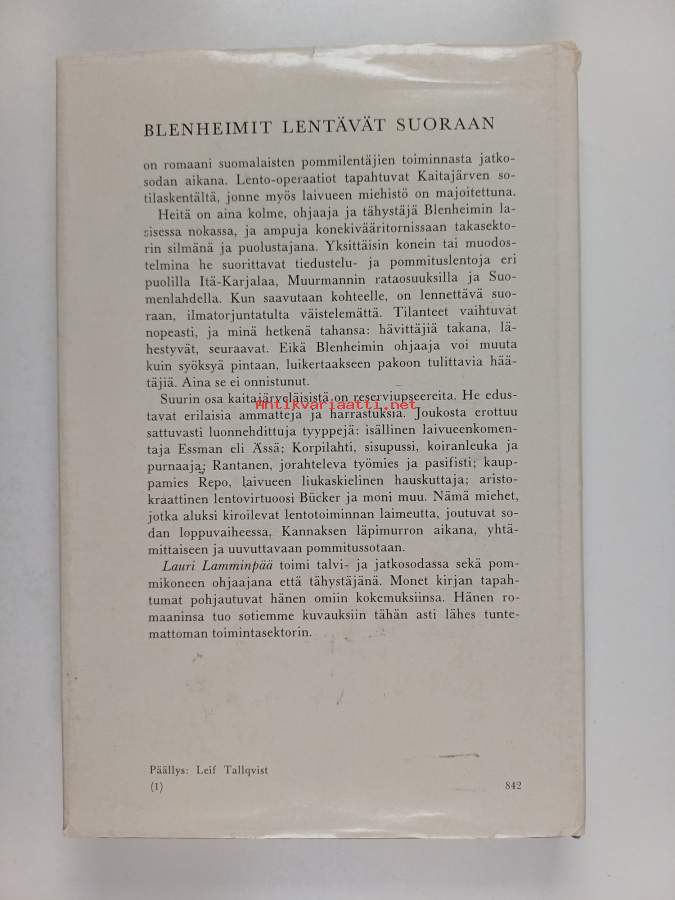 BLENHEIMIT LENTÄVÄT SUORAAN
on romaani suomalaisten pommilentäjien toiminnasta jatko-
sodan aikana. Lento-operaatiot tapahtuvat Kaitajärven so-
tilaskentältä, jonne myös laivueen miehistö on majoitettuna.
Heitä on aina kolme, ohjaaja ja tähystäjä Blenheimin la-
sisessa nokassa, ja ampuja konekivääritornissaan takasekto-
rin silmänä ja puolustajana. Yksittäisin konein tai muodos-
telmina he suorittavat tiedustelu- ja pommituslentoja eri
puolilla Itä-Karjalaa, Muurmannin rataosuuksilla ja Suo-
menlahdella. Kun saavutaan kohteelle, on lennettävä suo-
raan, ilmatorjuntatulta väistelemättä. Tilanteet vaihtuvat
nopeasti, ja minä hetkenä tahansa: hävittäjiä takana, lä-
hestyvät, seuraavat. Eikä Blenheimin ohjaaja voi muuta
kuin syöksyä pintaan, luikertaakseen pakoon tulittavia hää-
täjiä. Aina se ei onnistunut.
Suurin osa kaitajärveläisistä on reserviupseereita. He edus-
Antikvariaatti.net
tavat erilaisia ammatteja ja harrastuksia. Joukosta erottuu
sattuvasti luonnehdittuja tyyppejä: isällinen laivueenkomen-
taja Essman eli Ässä; Korpilahti, sisupussi, koiranleuka ja
purnaaja; Rantanen, jorahteleva työmies ja pasifisti; kaup-
pamies Repo, laivueen liukaskielinen hauskuttaja; aristo-
kraattinen lentovirtuoosi Bücker ja moni muu. Nämä miehet,
jotka aluksi kiroilevat lentotoiminnan laimeutta, joutuvat so-
dan loppuvaiheessa, Kannaksen läpimurron aikana, yhtä-
mittaiseen ja uuvuttavaan pommitussotaan.
Lauri Lamminpää toimi talvi- ja jatkosodassa sekä pom-
mikoneen ohjaajana että tähystäjänä. Monet kirjan tapah-
tumat pohjautuvat hänen omiin kokemuksiinsa. Hänen ro-
maaninsa tuo sotiemme kuvauksiin tähän asti lähes tunte-
mattoman toimintasektorin.
Päällys: Leif Tallqvist
(1)
842